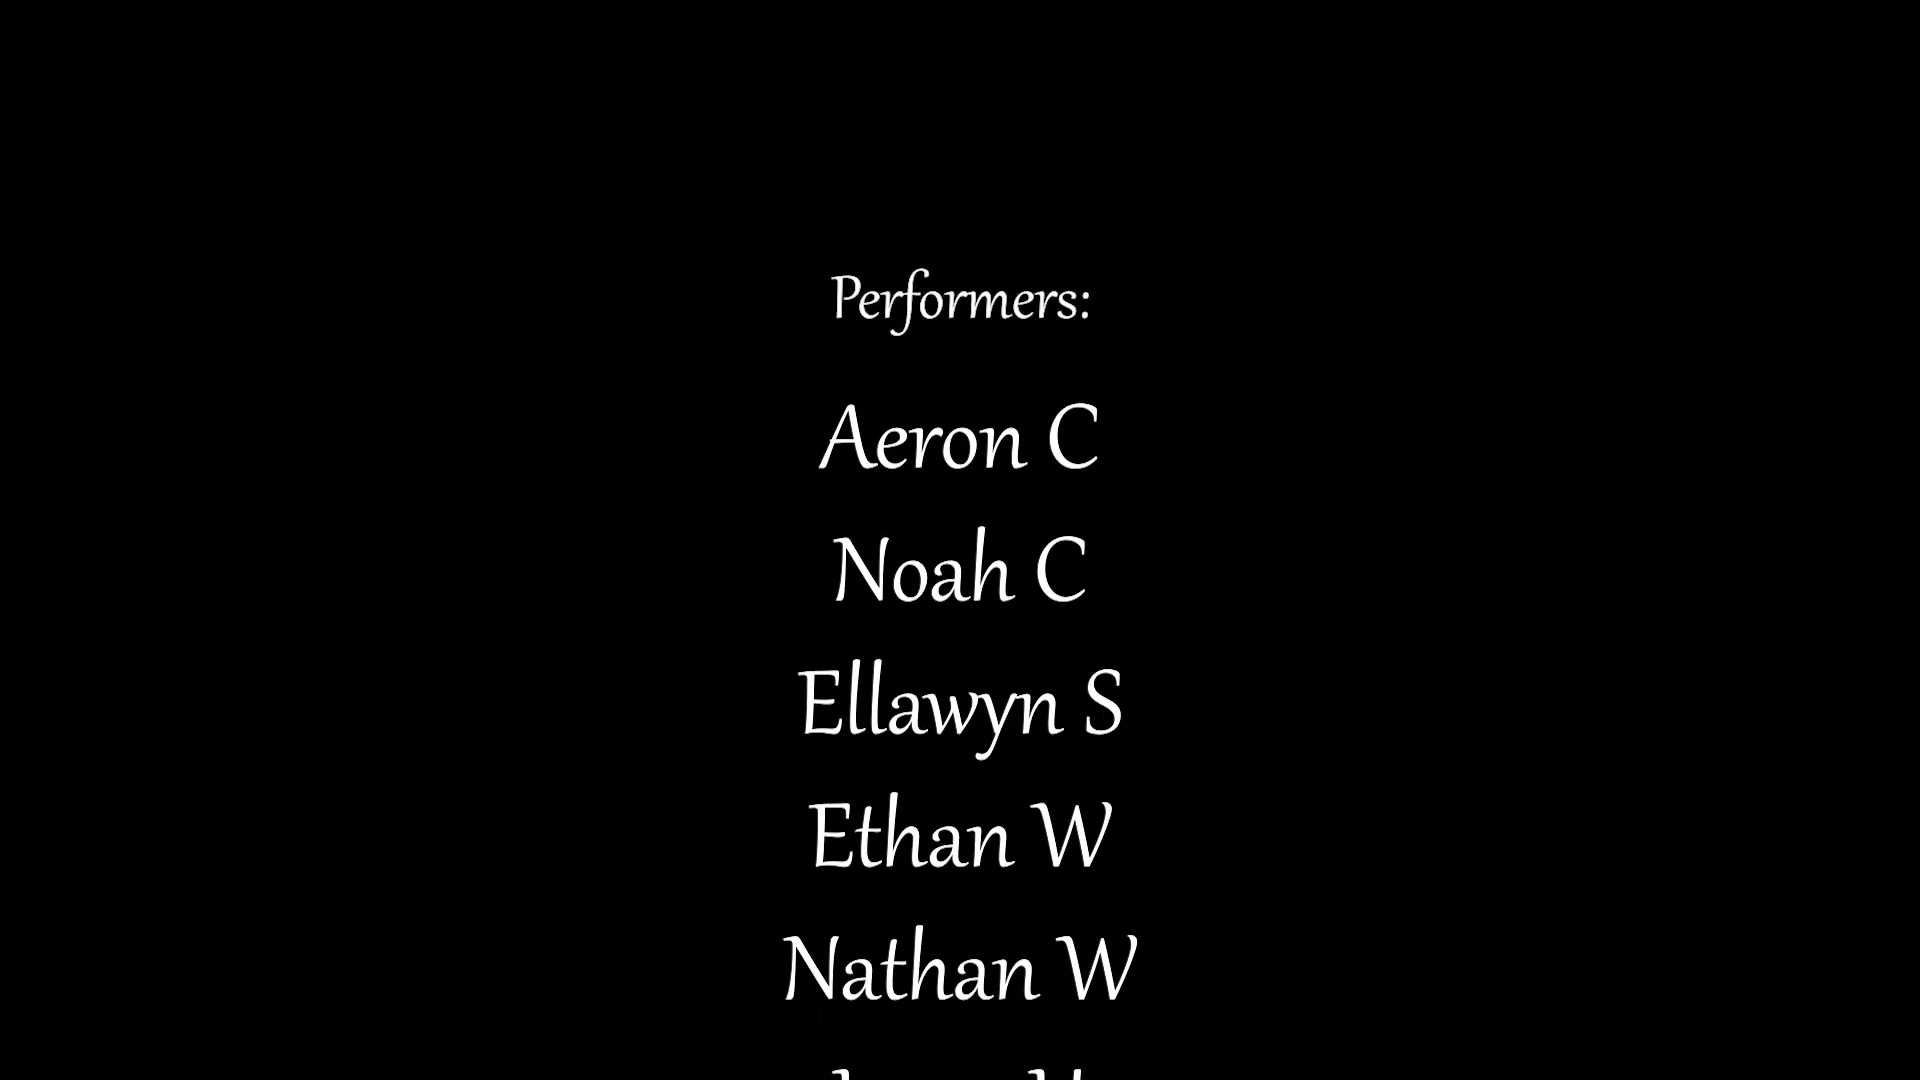 Performers:
Aeron C
Noah C
Ellawyn S
Ethan W
Nathan W